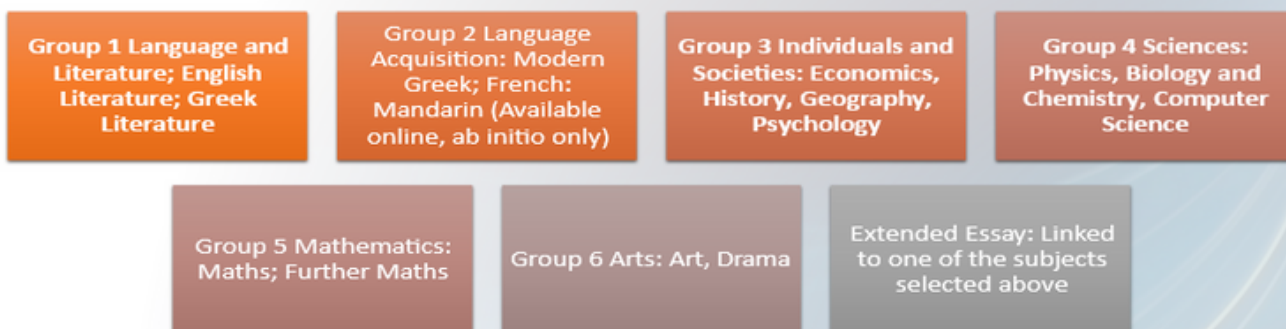 Group 1 Language and
Literature; English
Literature; Greek
Literature
Group 2 Language
Acquisition: Modern
Greek; French:
Mandarin (Available
online, ab initio only)
Group 3 Individuals and
Societies: Economics,
History, Geography,
Psychology
Group 4 Sciences:
Physics, Biology and
Chemistry, Computer
Science
Group 5 Mathematics:
Maths; Further Maths
Group 6 Arts: Art, Drama
Extended Essay: Linked
to one of the subjects
selected above